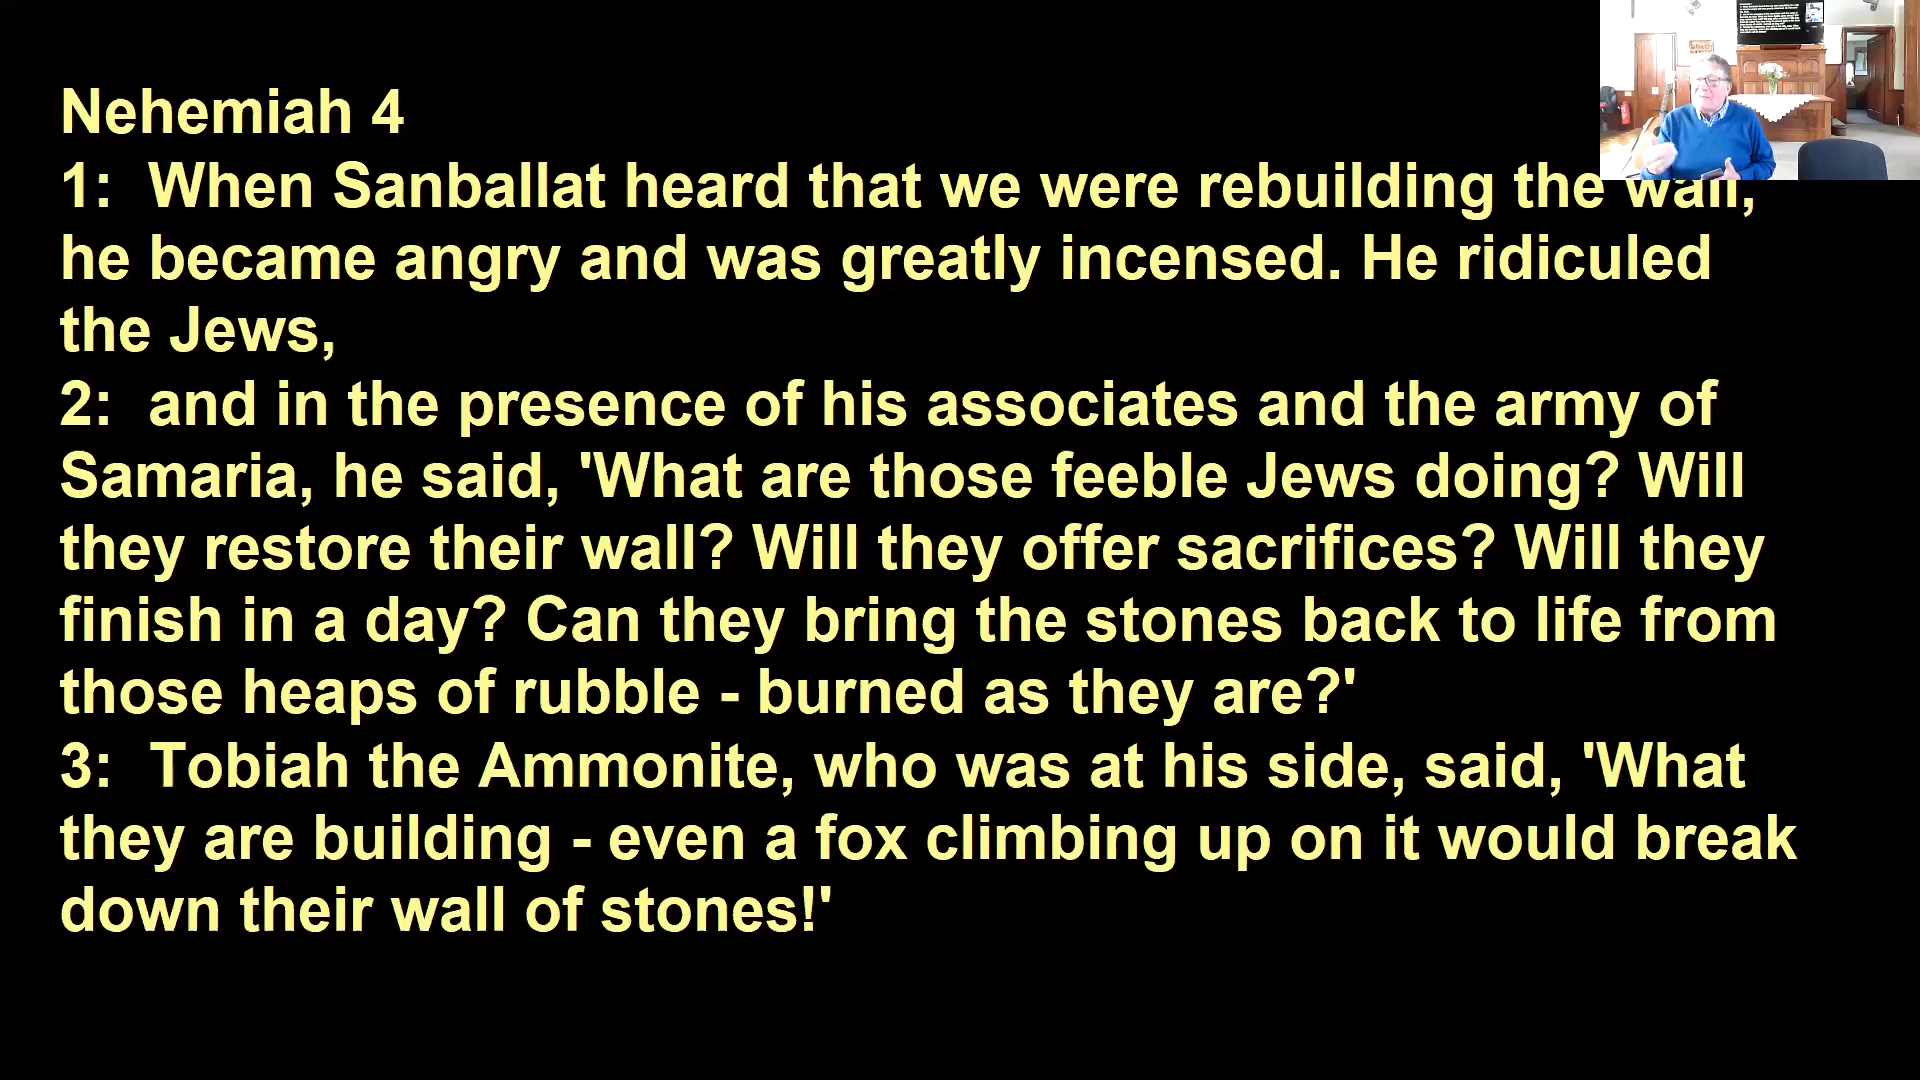 Nehemiah 4
1:  When Sanballat heard that we were rebuilding the wall,
he became angry and was greatly incensed. He ridiculed
the Jews,
2:  and in the presence of his associates and the army of
Samaria, he said, 'What are those feeble Jews doing? Will
they restore their wall? Will they offer sacrifices? Will they
finish in a day? Can they bring the stones back to life from
those heaps of rubble - burned as they are?'
3:  Tobiah the Ammonite, who was at his side, said, 'What
they are building - even a fox climbing up on it would break
down their wall of stones!'